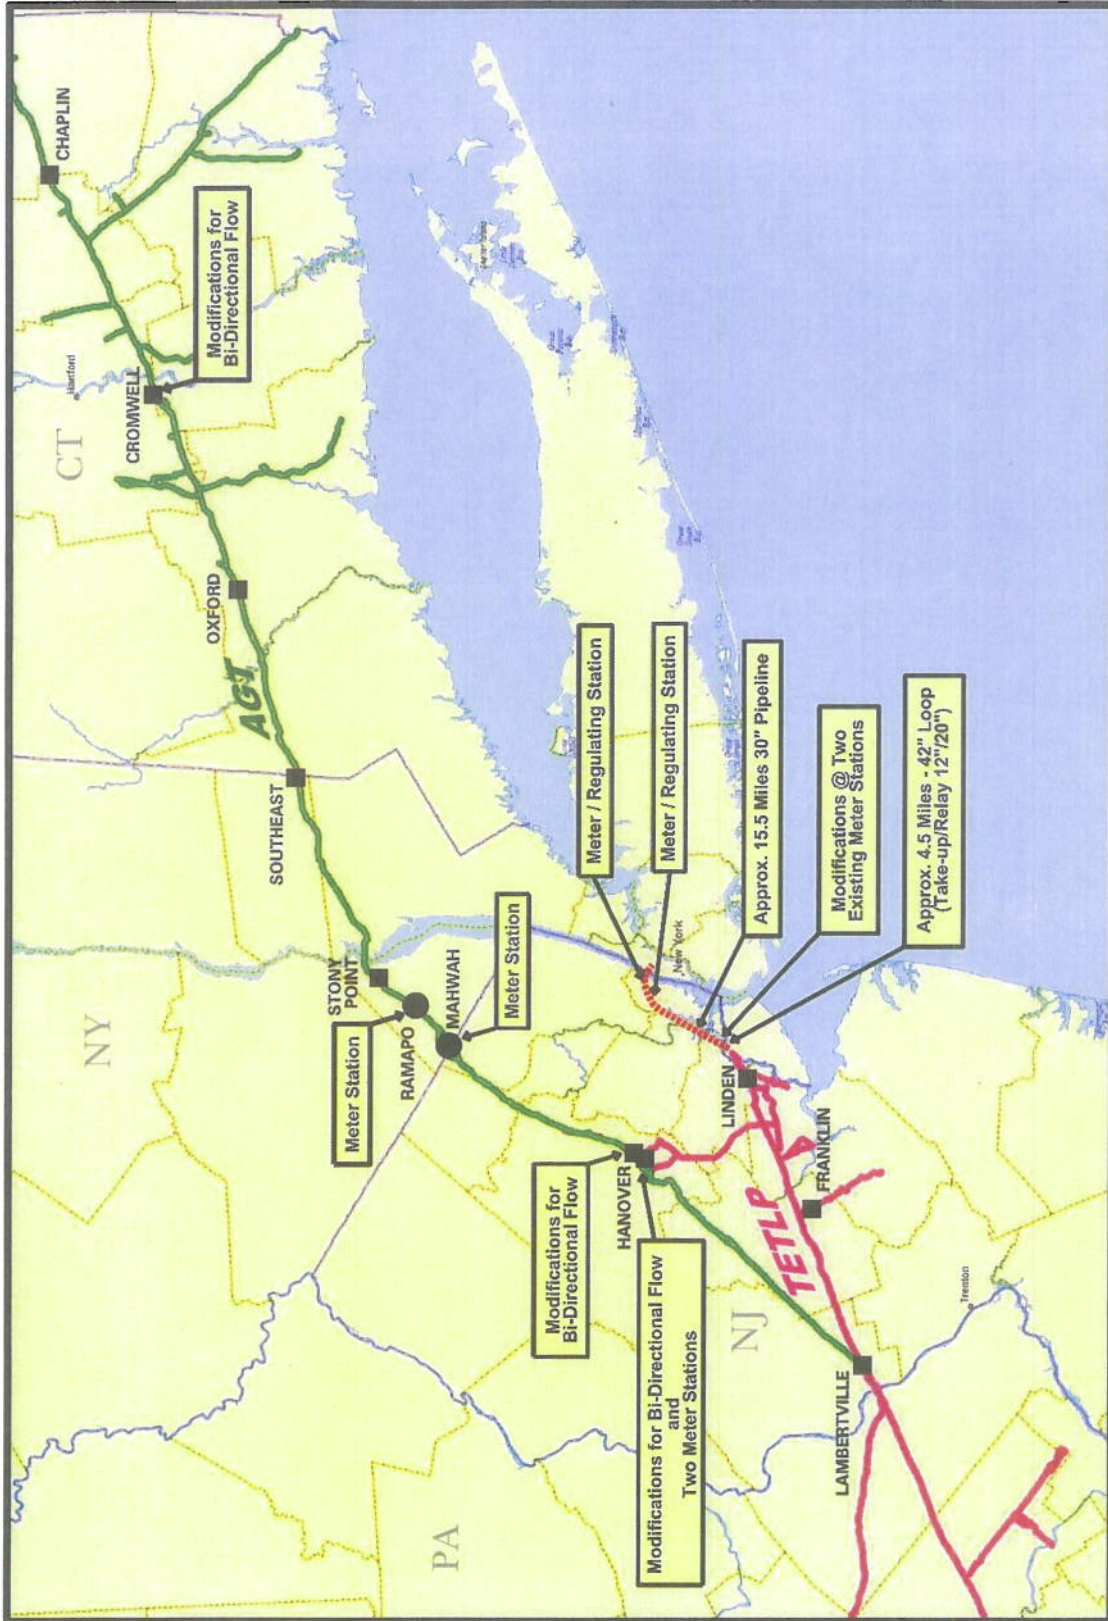 CHAPLIN
Modifications for
Bi-Directional Flow
CROMWELL
Hartford
CT
OXFORD
AGT
SOUTHEAST
NY
STONY
POINT
Meter Station
RAMAPO
MAHWAH
Meter Station
Meter / Regulating Station
Meter / Regulating Station
Approx. 15.5 Miles 30" Pipeline
Modifications @ Two
Existing Meter Stations
Approx. 4.5 Miles - 42" Loop
(Take-up/Relay 12"/20")
New York
LINDEN
Modifications for
Bi-Directional Flow
HANOVER
Modifications for Bi-Directional Flow
and
Two Meter Stations
FRANKLIN
TETLP
NJ
Trenton
LAMBERTVILLE
PA